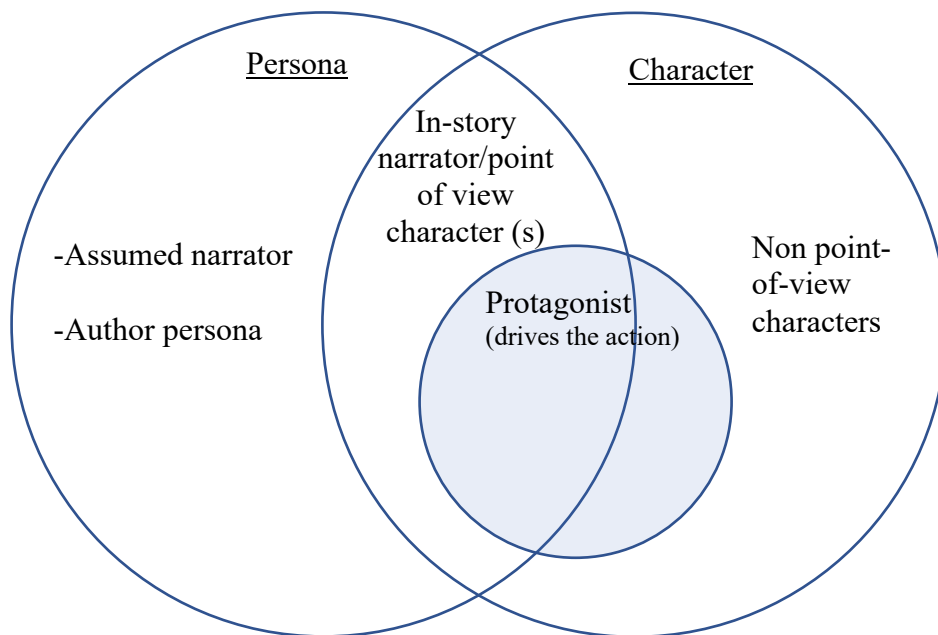 Persona
Character
In-story
narrator/point
of view
character (s)
-Assumed narrator
-Author persona
Protagonist
(drives the action)
Non point-
of-view
characters